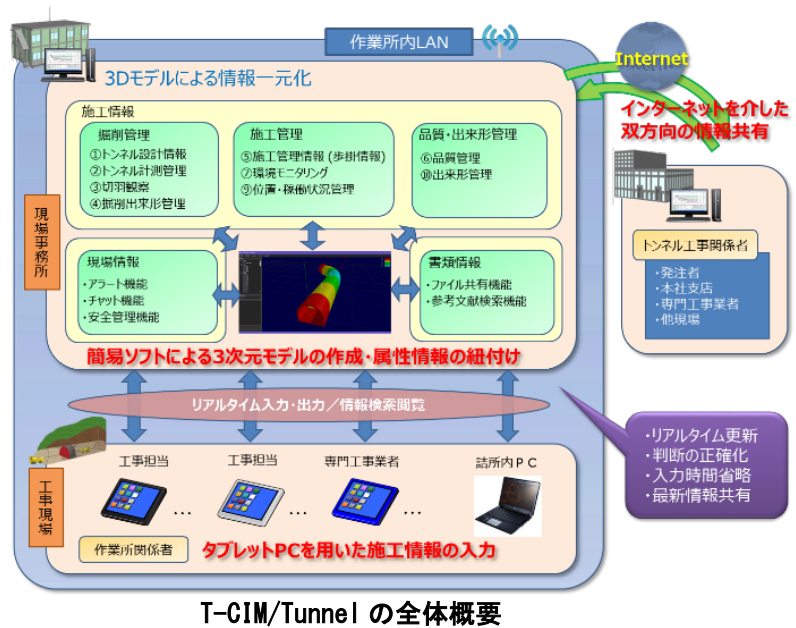 作業所内LAN
Internet
3Dモデルによる情報一元化
インターネットを介した
双方向の情報共有
施工情報
掘削管理
①トンネル設計情報
②トンネル計測管理
③切羽観察
④掘削出来形管理
施工管理
⑤施工管理情報 (歩掛情報)
⑦環境モニタリング
⑨位置・稼働状況管理
品質・出来形管理
⑥品質管理
⑩出来形管理
現場事務所
現場情報
・アラート機能
・チャット機能
・安全管理機能
書類情報
・ファイル共有機能
・参考文献検索機能
トンネル工事関係者
・発注者
・本社支店
・専門工事業者
・他現場
簡易ソフトによる3次元モデルの作成・属性情報の紐付け
リアルタイム入力・出力／情報検索閲覧
・リアルタイム更新
・判断の正確化
・入力時間省略
・最新情報共有
工事現場
工事担当
工事担当
専門工事業者
詰所内ＰＣ
… … …
作業所関係者
タブレットPCを用いた施工情報の入力
T-CIM/Tunnel の全体概要